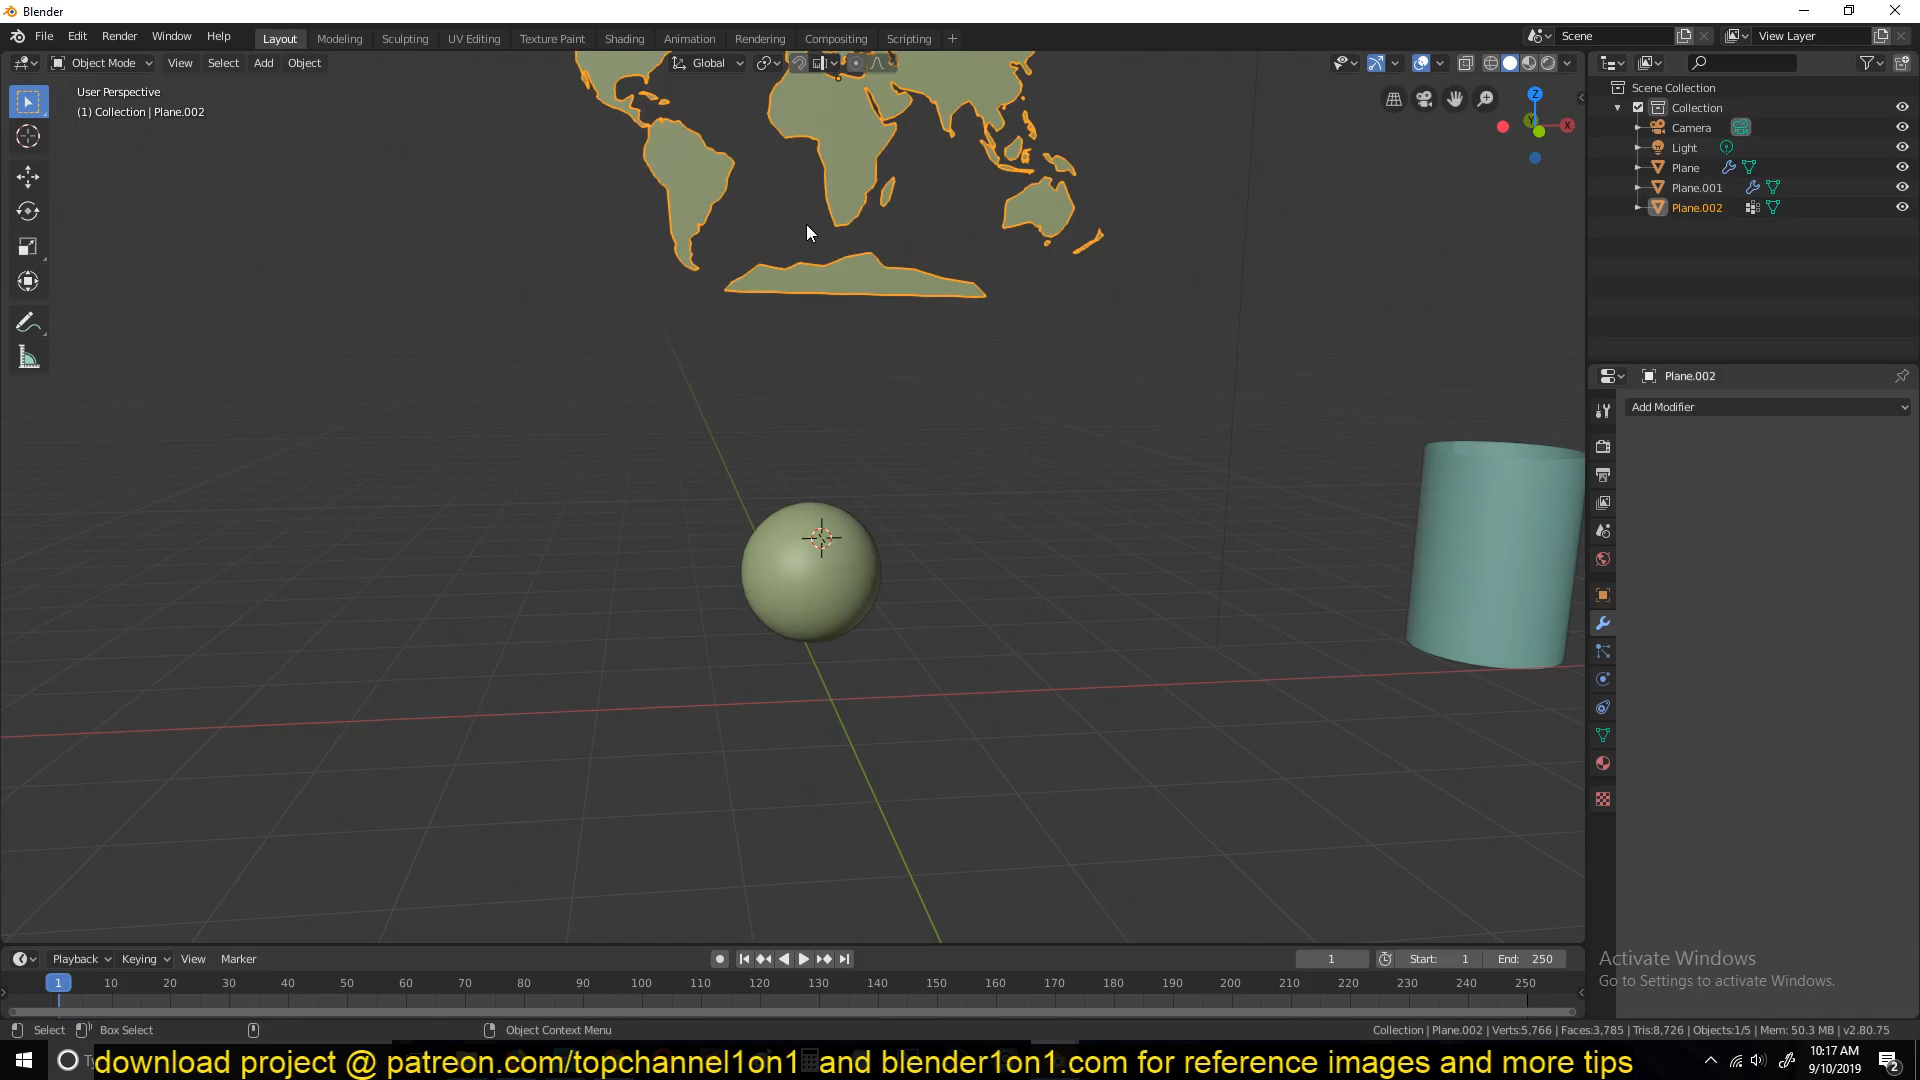 Blender
File Edit Render Window Help
Layout Modeling Sculpting UV Editing Texture Paint Shading Animation Rendering Compositing Scripting
Scene
View Layer
Object Mode View Select Add Object
Global
User Perspective
(1) Collection | Plane.002
Z
Y
X
Scene Collection
Collection
Camera
Light
Plane
Plane.001
Plane.002
Plane.002
Add Modifier
Activate Windows
Go to Settings to activate Windows.
Playback Keying View Marker
1 Start: 1 End: 250
1 10 20 30 40 50 60 70 80 90 100 110 120 130 140 150 160 170 180 190 200 210 220 230 240 250
Select Box Select Object Context Menu
Collection | Plane.002 | Verts:5,766 | Faces:3,785 | Tris:8,726 | Objects:1/5 | Mem: 50.3 MB | v2.80.75
download project @ patreon.com/topchannel1on1 and blender1on1.com for reference images and more tips
10:17 AM
9/10/2019
2